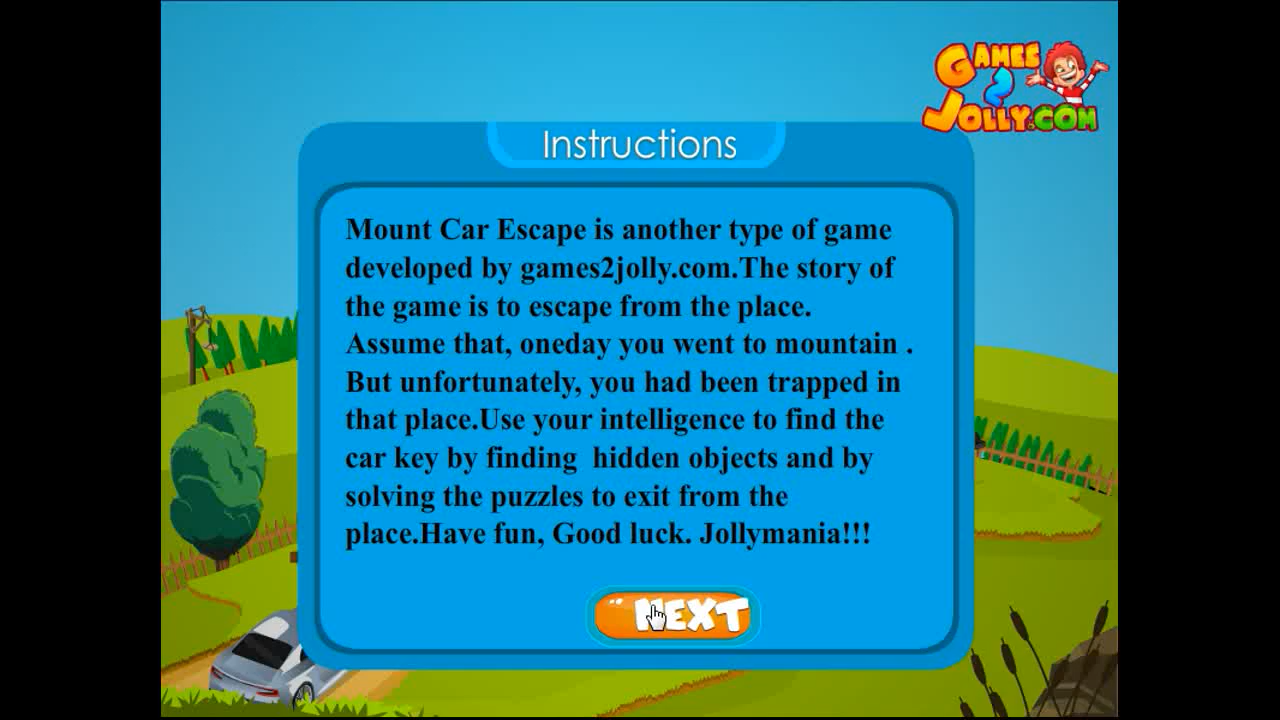 GAMES
2
JOLLY.COM
Instructions
Mount Car Escape is another type of game
developed by games2jolly.com.The story of
the game is to escape from the place.
Assume that, oneday you went to mountain .
But unfortunately, you had been trapped in
that place.Use your intelligence to find the
car key by finding  hidden objects and by
solving the puzzles to exit from the
place.Have fun, Good luck. Jollymania!!!
NEXT